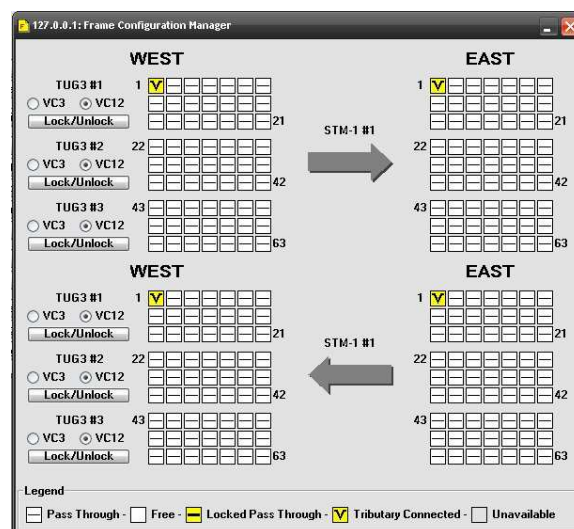 127.0.0.1: Frame Configuration Manager
WEST EAST
TUG3 #1 1 1
VC3 VC12
Lock/Unlock 21 STM-1 #1 21
TUG3 #2 22 22
VC3 VC12
Lock/Unlock 42 42
TUG3 #3 43 43
VC3 VC12
Lock/Unlock 63 63
WEST EAST
TUG3 #1 1 1
VC3 VC12
Lock/Unlock 21 STM-1 #1 21
TUG3 #2 22 22
VC3 VC12
Lock/Unlock 42 42
TUG3 #3 43 43
VC3 VC12
Lock/Unlock 63 63
Legend
Pass Through - Free - Locked Pass Through - Tributary Connected - Unavailable